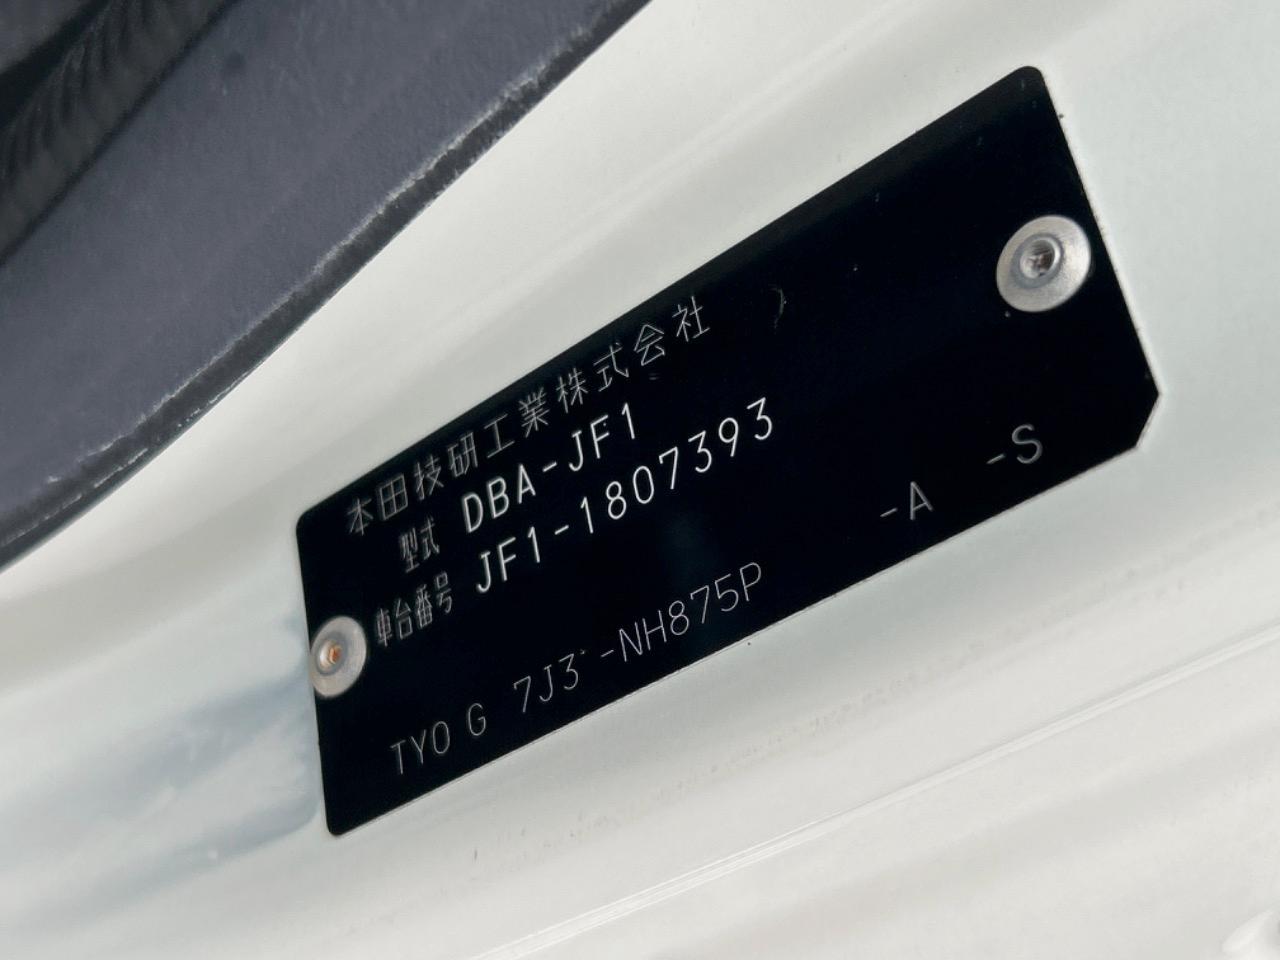 本田技研工業株式会社
型式 DBA-JF1
車台番号 JF1-1807393
-A -S
TYO G 7J3 -NH875P